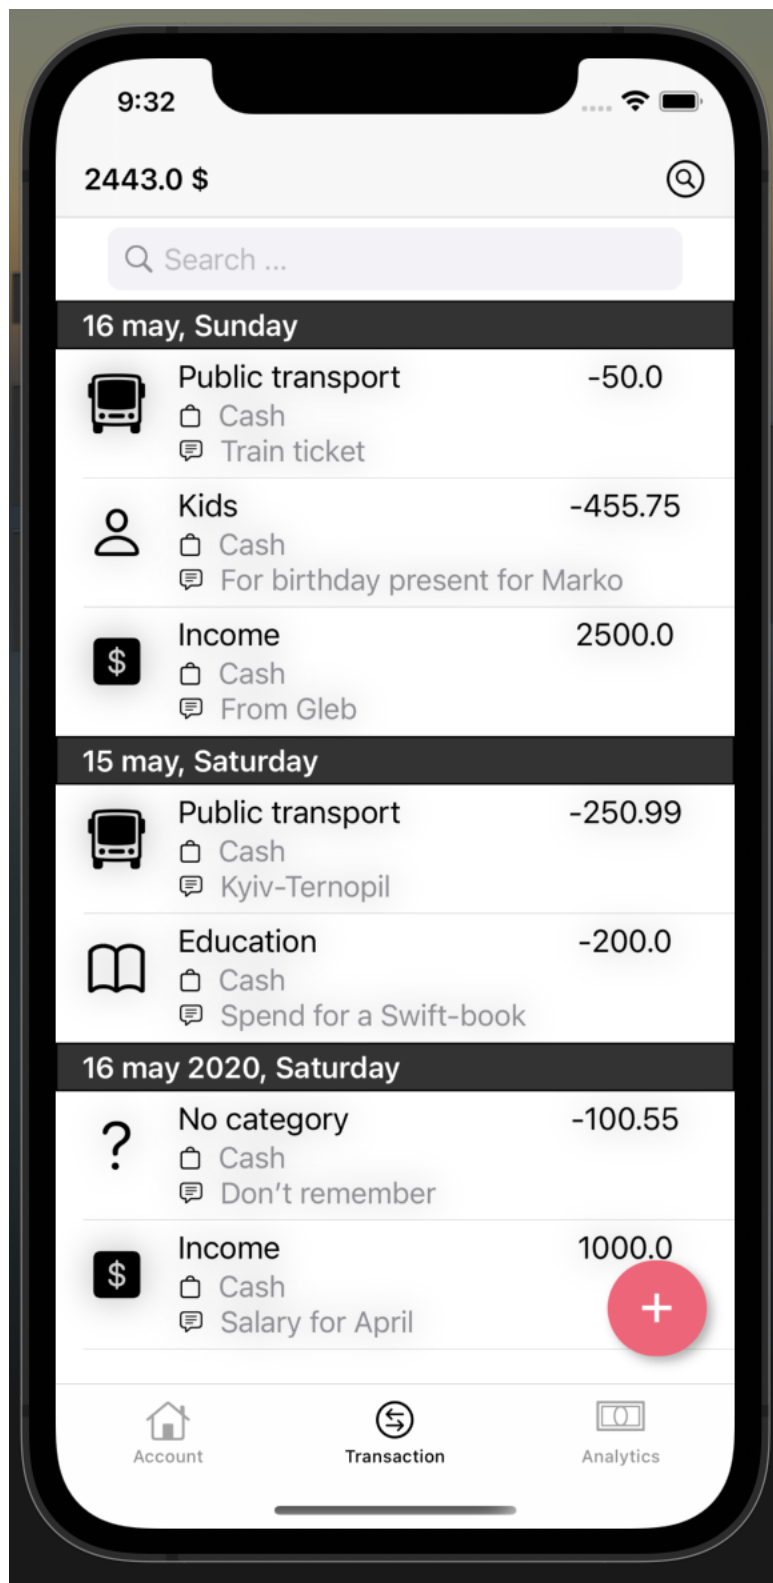 9:32
2443.0 $
Search ...
16 may, Sunday
Public transport -50.0
Cash
Train ticket
Kids -455.75
Cash
For birthday present for Marko
$ Income 2500.0
Cash
From Gleb
15 may, Saturday
Public transport -250.99
Cash
Kyiv-Ternopil
Education -200.0
Cash
Spend for a Swift-book
16 may 2020, Saturday
? No category -100.55
Cash
Don’t remember
$ Income 1000.0
Cash
Salary for April
+
Account Transaction Analytics